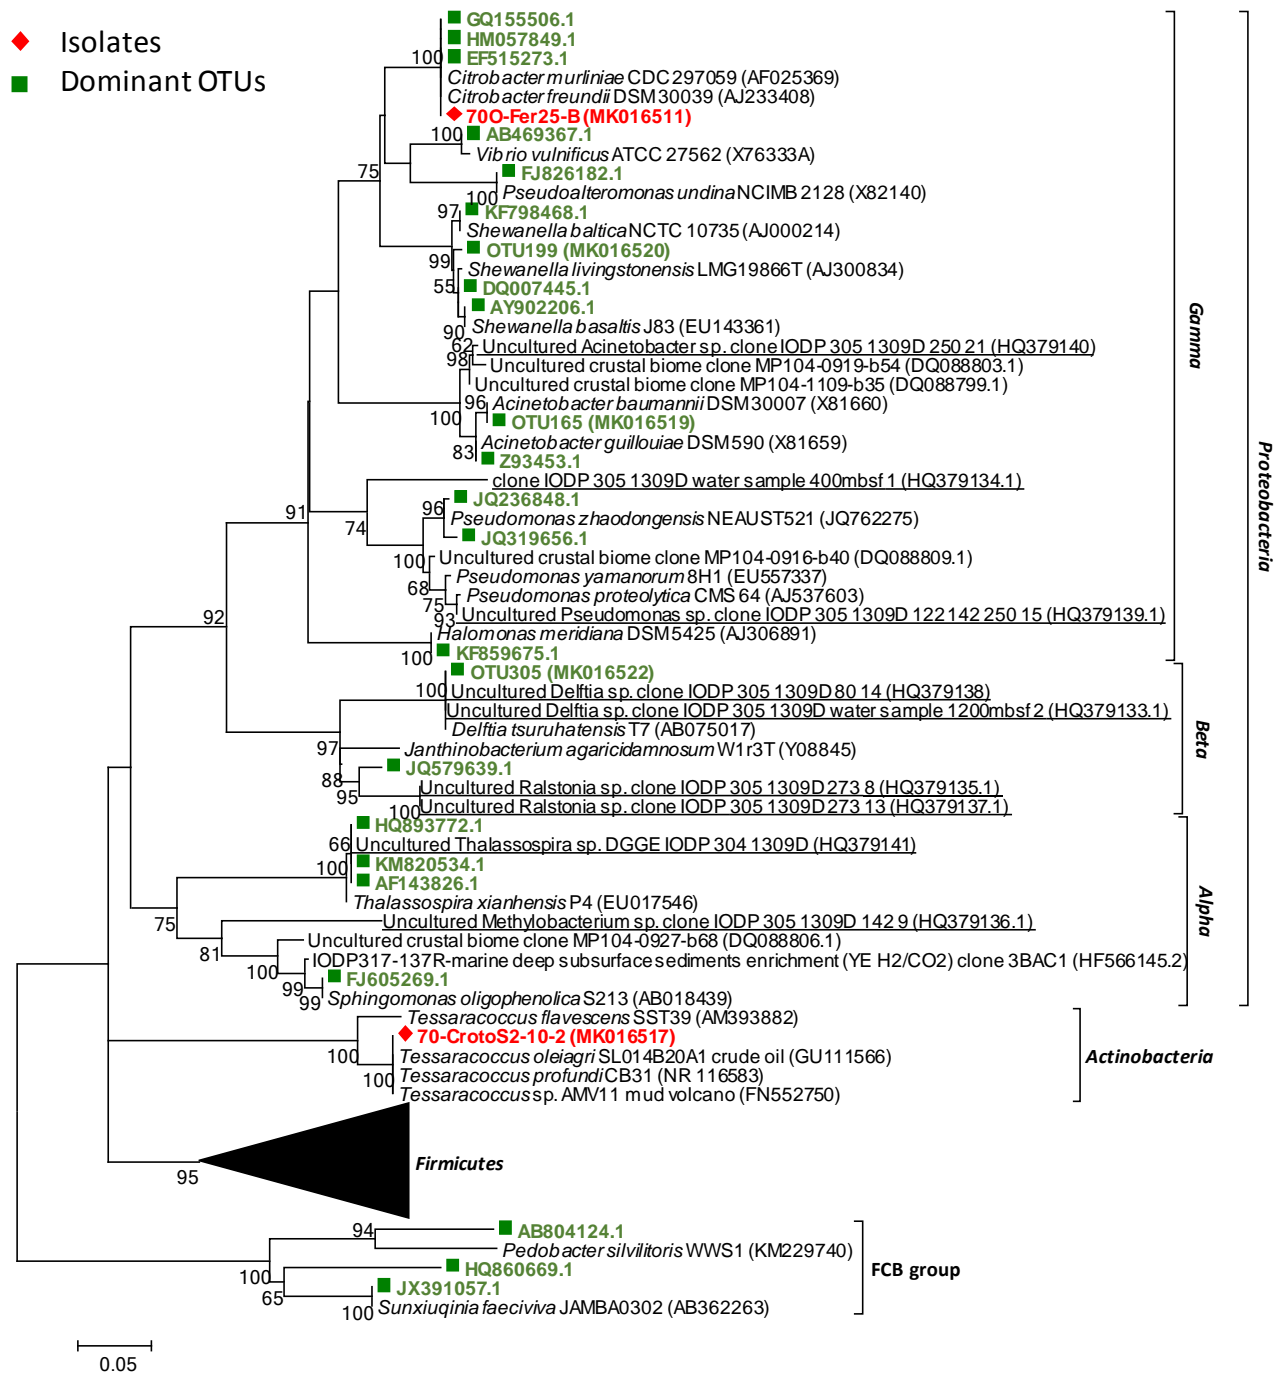 Isolates
Dominant OTUs
GQ155506.1
HM057849.1
EF515273.1
100
Citrobacter murliniae CDC 297059 (AF025369)
Citrobacter freundii DSM 30039 (AJ233408)
70O-Fer25-B (MK016511)
100
AB469367.1
Vibrio vulnificus ATCC 27562 (X76333A)
75
FJ826182.1
100
Pseudoalteromonas undina NCIMB 2128 (X82140)
97
KF798468.1
Shewanella baltica NCTC 10735 (AJ000214)
OTU199 (MK016520)
99
Shewanella livingstonensis LMG19866T (AJ300834)
55
DQ007445.1
AY902206.1
90
Shewanella basaltis J83 (EU143361)
62
Uncultured Acinetobacter sp. clone IODP 305 1309D 250 21 (HQ379140)
98
Uncultured crustal biome clone MP104-0919-b54 (DQ088803.1)
Uncultured crustal biome clone MP104-1109-b35 (DQ088799.1)
96
Acinetobacter baumannii DSM 30007 (X81660)
100
OTU165 (MK016519)
Acinetobacter guillouiae DSM 590 (X81659)
83
Z93453.1
clone IODP 305 1309D water sample 400mbsf 1 (HQ379134.1)
JQ236848.1
96
Pseudomonas zhaodongensis NEAUST521 (JQ762275)
91
74
JQ319656.1
100
Uncultured crustal biome clone MP104-0916-b40 (DQ088809.1)
Pseudomonas yamanorum 8H1 (EU557337)
68
Pseudomonas proteolytica CMS 64 (AJ537603)
75
93
Uncultured Pseudomonas sp. clone IODP 305 1309D 122 142 250 15 (HQ379139.1)
Halomonas meridiana DSM 5425 (AJ306891)
100
KF859675.1
92
OTU305 (MK016522)
100
Uncultured Delftia sp. clone IODP 305 1309D 80 14 (HQ379138)
Uncultured Delftia sp. clone IODP 305 1309D water sample 1200mbsf 2 (HQ379133.1)
Delftia tsuruhatensis T7 (AB075017)
97
Janthinobacterium agaricidamnosum W1r3T (Y08845)
88
JQ579639.1
95
Uncultured Ralstonia sp. clone IODP 305 1309D 273 8 (HQ379135.1)
100
Uncultured Ralstonia sp. clone IODP 305 1309D 273 13 (HQ379137.1)
HQ893772.1
66
Uncultured Thalassospira sp. DGGE IODP 304 1309D (HQ379141)
100
KM820534.1
AF143826.1
Thalassospira xianhensis P4 (EU017546)
75
Uncultured Methylobacterium sp. clone IODP 305 1309D 142 9 (HQ379136.1)
81
Uncultured crustal biome clone MP104-0927-b68 (DQ088806.1)
100
IODP317-137R-marine deep subsurface sediments enrichment (YE H2/CO2) clone 3BAC1 (HF566145.2)
99
FJ605269.1
99
Sphingomonas oligophenolica S213 (AB018439)
Tessaracoccus flavescens SST39 (AM393882)
70-CrotoS2-10-2 (MK016517)
100
Tessaracoccus oleiagri SL014B20A1 crude oil (GU111566)
100
Tessaracoccus profundi CB31 (NR 116583)
Tessaracoccus sp. AMV11 mud volcano (FN552750)
95
Firmicutes
94
AB804124.1
Pedobacter silvilitoris WWS1 (KM229740)
100
HQ860669.1
65
JX391057.1
100
Sunxiuqinia faeciviva JAMBA0302 (AB362263)
Gamma
Beta
Alpha
Proteobacteria
Actinobacteria
FCB group
0.05